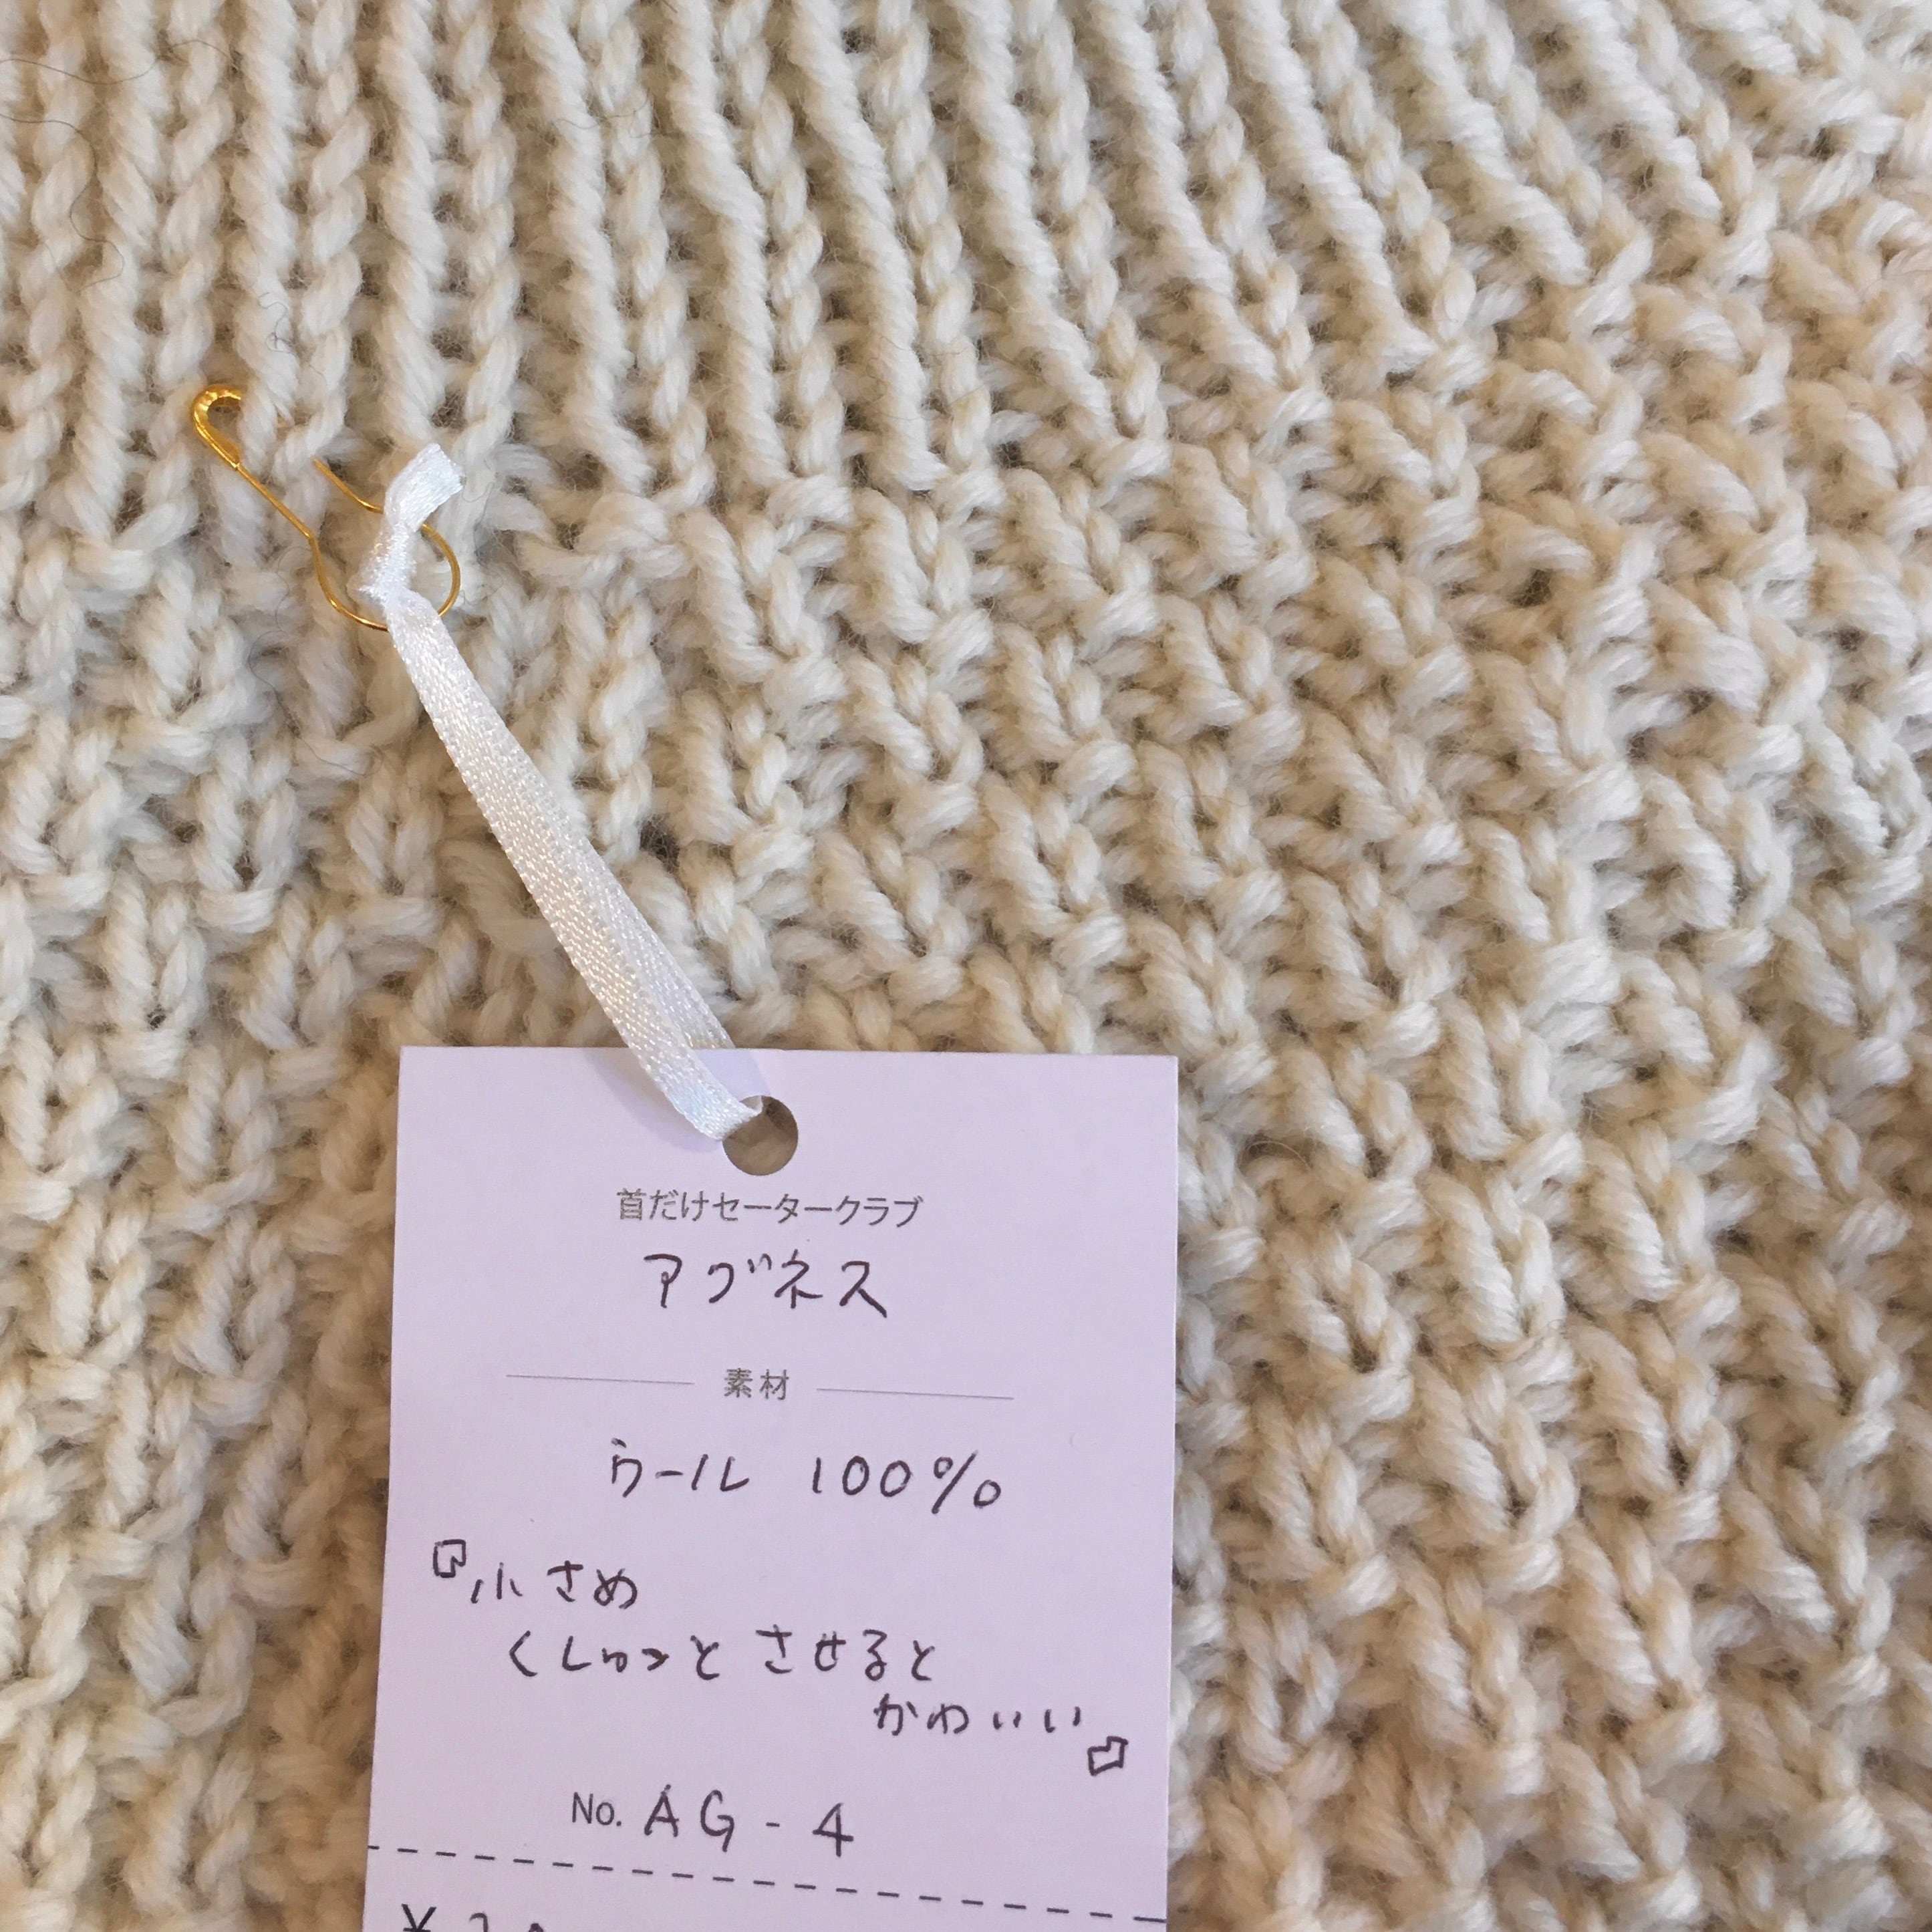 首だけセータークラブ
アグネス
素材
ウール 100%
『小さめ
くしゅっと させると
かわいい』
No. AG-4
¥